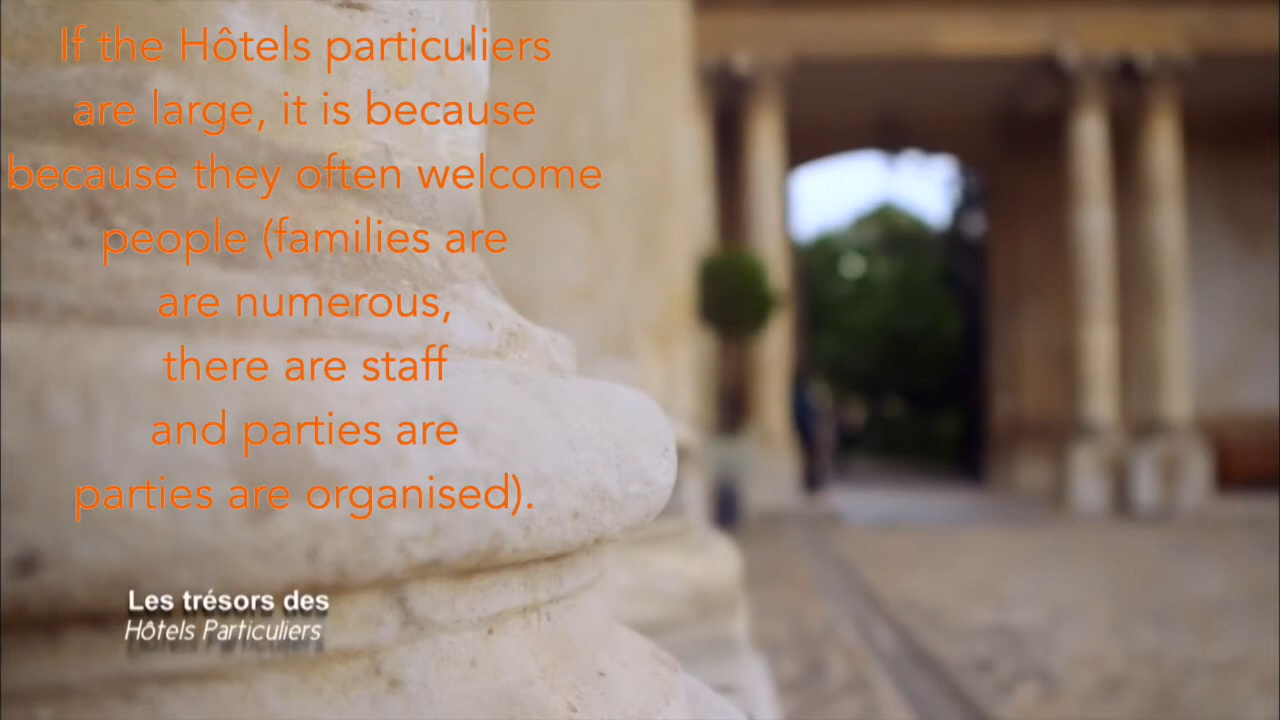 If the Hôtels particuliers
are large, it is because
because they often welcome
people (families are
are numerous,
there are staff
and parties are
parties are organised).
Les trésors des
Hôtels Particuliers